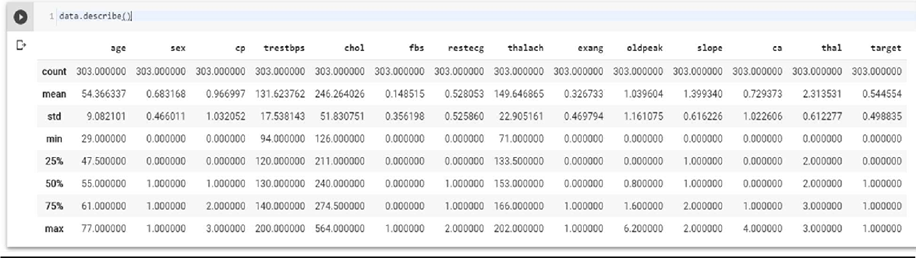 1 data.describe()
age sex cp trestbps chol fbs restecg thalach exang oldpeak slope ca thal target
count 303.000000 303.000000 303.000000 303.000000 303.000000 303.000000 303.000000 303.000000 303.000000 303.000000 303.000000 303.000000 303.000000 303.000000
mean 54.366337 0.683168 0.966997 131.623762 246.264026 0.148515 0.528053 149.646865 0.326733 1.039604 1.399340 0.729373 2.313531 0.544554
std 9.082101 0.466011 1.032052 17.538143 51.830751 0.356198 0.525860 22.905161 0.469794 1.161075 0.616226 1.022606 0.612277 0.498835
min 29.000000 0.000000 0.000000 94.000000 126.000000 0.000000 0.000000 71.000000 0.000000 0.000000 0.000000 0.000000 0.000000 0.000000
25% 47.500000 0.000000 0.000000 120.000000 211.000000 0.000000 0.000000 133.500000 0.000000 0.000000 1.000000 0.000000 2.000000 0.000000
50% 55.000000 1.000000 1.000000 130.000000 240.000000 0.000000 1.000000 153.000000 0.000000 0.800000 1.000000 0.000000 2.000000 1.000000
75% 61.000000 1.000000 2.000000 140.000000 274.500000 0.000000 1.000000 166.000000 1.000000 1.600000 2.000000 1.000000 3.000000 1.000000
max 77.000000 1.000000 3.000000 200.000000 564.000000 1.000000 2.000000 202.000000 1.000000 6.200000 2.000000 4.000000 3.000000 1.000000